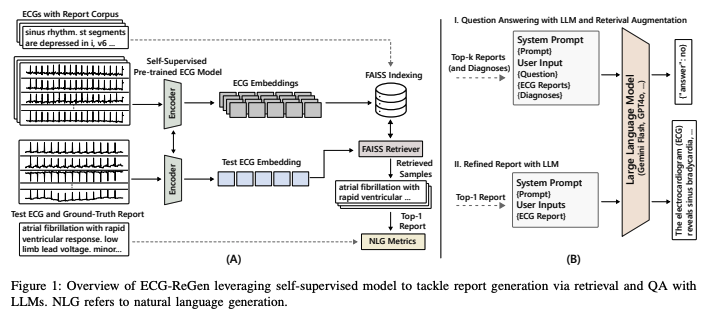 ECGs with Report Corpus
sinus rhythm. st segments
are depressed in i, v6 ...
Self-Supervised
Pre-trained ECG Model
Encoder
ECG Embeddings
FAISS Indexing
Encoder
Test ECG Embedding
FAISS Retriever
Retrieved
Samples
atrial fibrillation with
rapid ventricular ...
Top-1
Report
NLG Metrics
Test ECG and Ground-Truth Report
atrial fibrillation with rapid
ventricular response. low
limb lead voltage. minor...
(A)
I. Question Answering with LLM and Reterival Augmentation
Top-k Reports
(and Diagnoses)
System Prompt
{Prompt}
User Input
{Question}
{ECG Reports}
{Diagnoses}
II. Refined Report with LLM
Top-1 Report
System Prompt
{Prompt}
User Inputs
{ECG Report}
Large Language Model
(Gemini Flash, GPT4o, ...)
{"answer": no}
The electrocardiogram (ECG)
reveals sinus bradycardia, ...
(B)
Figure 1: Overview of ECG-ReGen leveraging self-supervised model to tackle report generation via retrieval and QA with
LLMs. NLG refers to natural language generation.